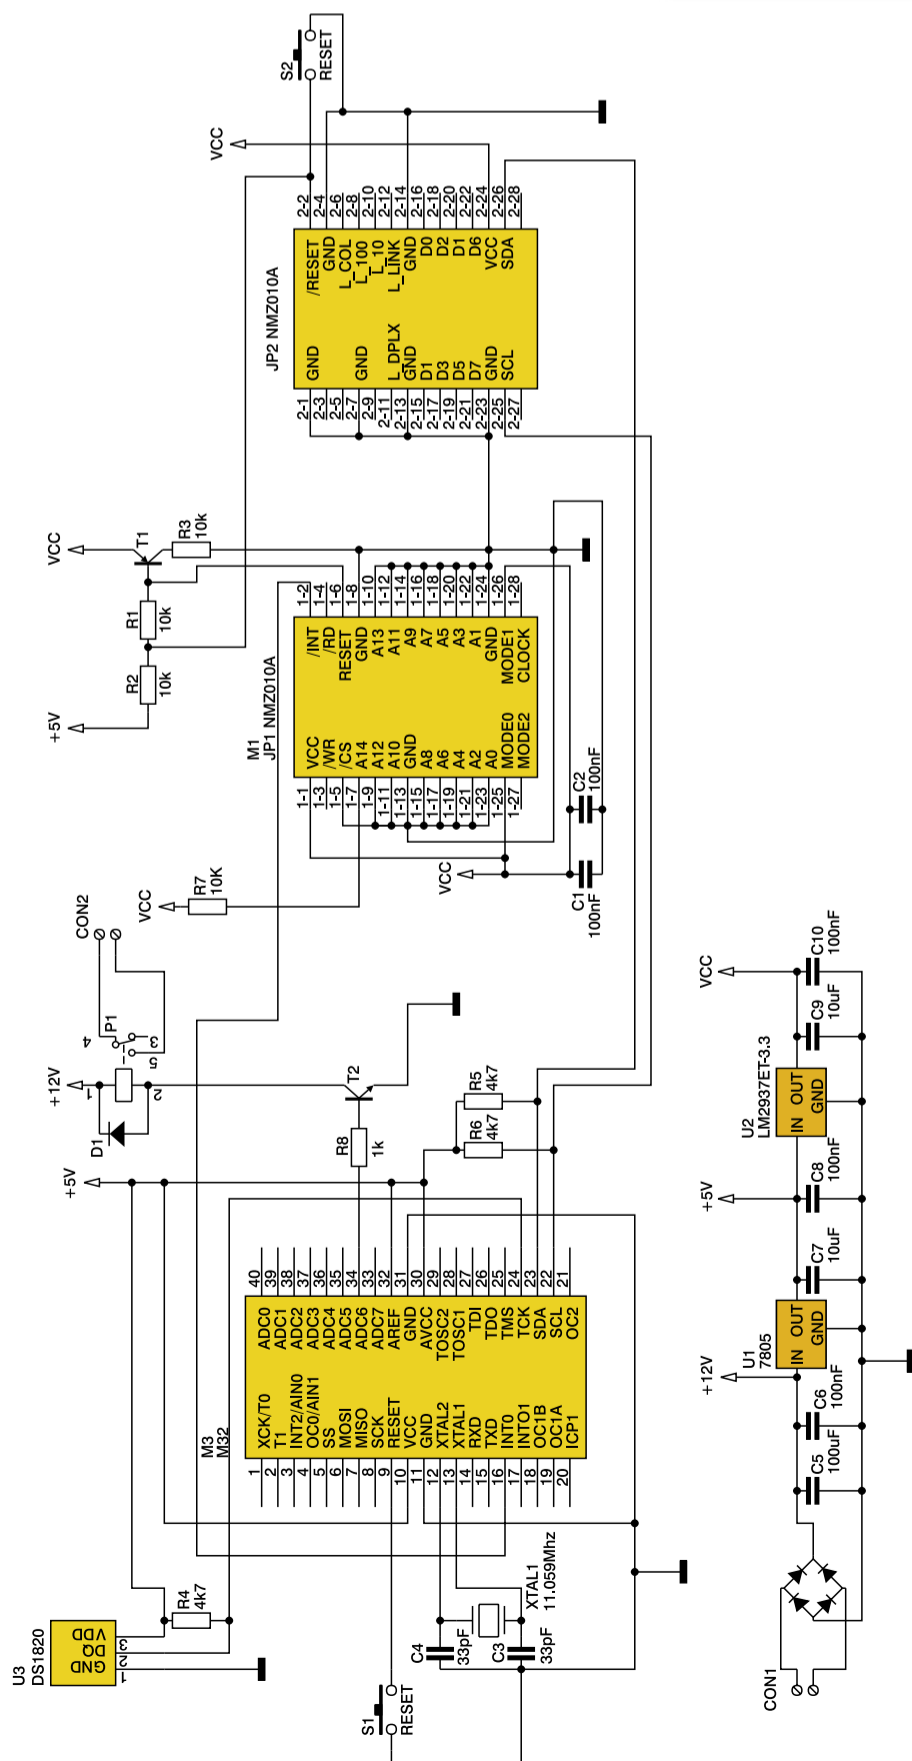 S2
RESET
VCC
2-2
2-4
2-6
2-8
2-10
2-12
2-14
2-16
2-18
2-20
2-22
2-24
2-26
2-28
JP2 NMZ010A
/RESET
GND
L_COL
L_100
L_10
L_LINK
GND
D0
D2
D1
D6
VCC
SDA
GND
GND
L_DPLX
GND
D1
D3
D5
D7
GND
SCL
2-1
2-3
2-5
2-7
2-9
2-11
2-13
2-15
2-17
2-19
2-21
2-23
2-25
2-27
VCC
T1
R3
10k
R1
10k
R2
10k
+5V
1-2
1-4
1-6
1-8
1-10
1-12
1-14
1-16
1-18
1-20
1-22
1-24
1-26
1-28
M1
JP1 NMZ010A
/INT
/RD
RESET
GND
A13
A11
A9
A7
A5
A3
A1
GND
MODE1
CLOCK
VCC
/WR
/CS
A14
A12
A10
GND
A8
A6
A4
A2
A0
MODE0
MODE2
1-1
1-3
1-5
1-7
1-9
1-11
1-13
1-15
1-17
1-19
1-21
1-23
1-25
1-27
VCC
C1
100nF
C2
100nF
VCC
R7
10K
CON2
P1
4
3
5
+12V
1
2
D1
T2
R8
1k
R5
4k7
R6
4k7
+5V
40
39
38
37
36
35
34
33
32
31
30
29
28
27
26
25
24
23
22
21
ADC0
ADC1
ADC2
ADC3
ADC4
ADC5
ADC6
ADC7
AREF
GND
AVCC
TOSC2
TOSC1
TDI
TDO
TMS
TCK
SDA
SCL
OC2
M3
M32
XCK/T0
T1
INT2/AIN0
OC0/AIN1
SS
MOSI
MISO
SCK
RESET
VCC
GND
XTAL2
XTAL1
RXD
TXD
INT0
INTO1
OC1B
OC1A
ICP1
1
2
3
4
5
6
7
8
9
10
11
12
13
14
15
16
17
18
19
20
U3
DS1820
VDD
DQ
GND
3
2
1
R4
4k7
S1
RESET
C4
33pF
C3
33pF
XTAL1
11.059Mhz
CON1
C5
100uF
C6
100nF
+12V
U1
7805
IN OUT
GND
C7
10uF
+5V
C8
100nF
U2
LM2937ET-3.3
IN OUT
GND
C9
10uF
VCC
C10
100nF